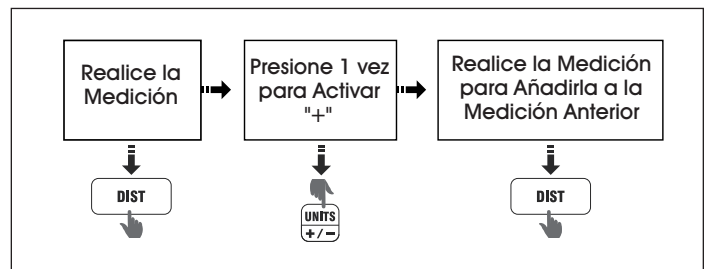 Realice la
Medición
Presione 1 vez
para Activar
"+"
Realice la Medición
para Añadirla a la
Medición Anterior
DIST
UNITS
+/−
DIST